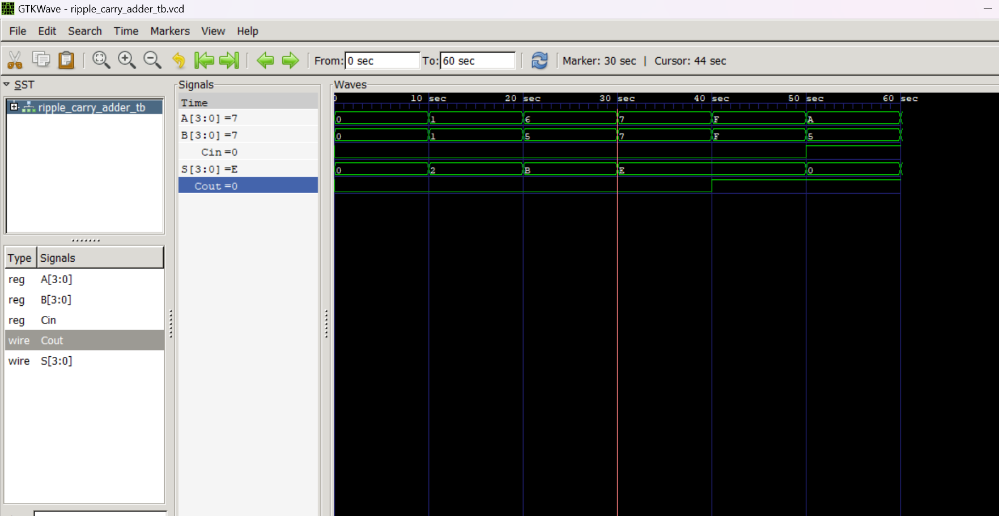 GTKWave - ripple_carry_adder_tb.vcd
File Edit Search Time Markers View Help
From: 0 sec To: 60 sec Marker: 30 sec | Cursor: 44 sec
SST
ripple_carry_adder_tb
Type Signals
reg A[3:0]
reg B[3:0]
reg Cin
wire Cout
wire S[3:0]
Signals
Time
A[3:0] =7
B[3:0] =7
Cin =0
S[3:0] =E
Cout =0
Waves
0 10 sec 20 sec 30 sec 40 sec 50 sec 60 sec
0 1 6 7 F A
0 1 5 7 F 5
0 2 B E 0